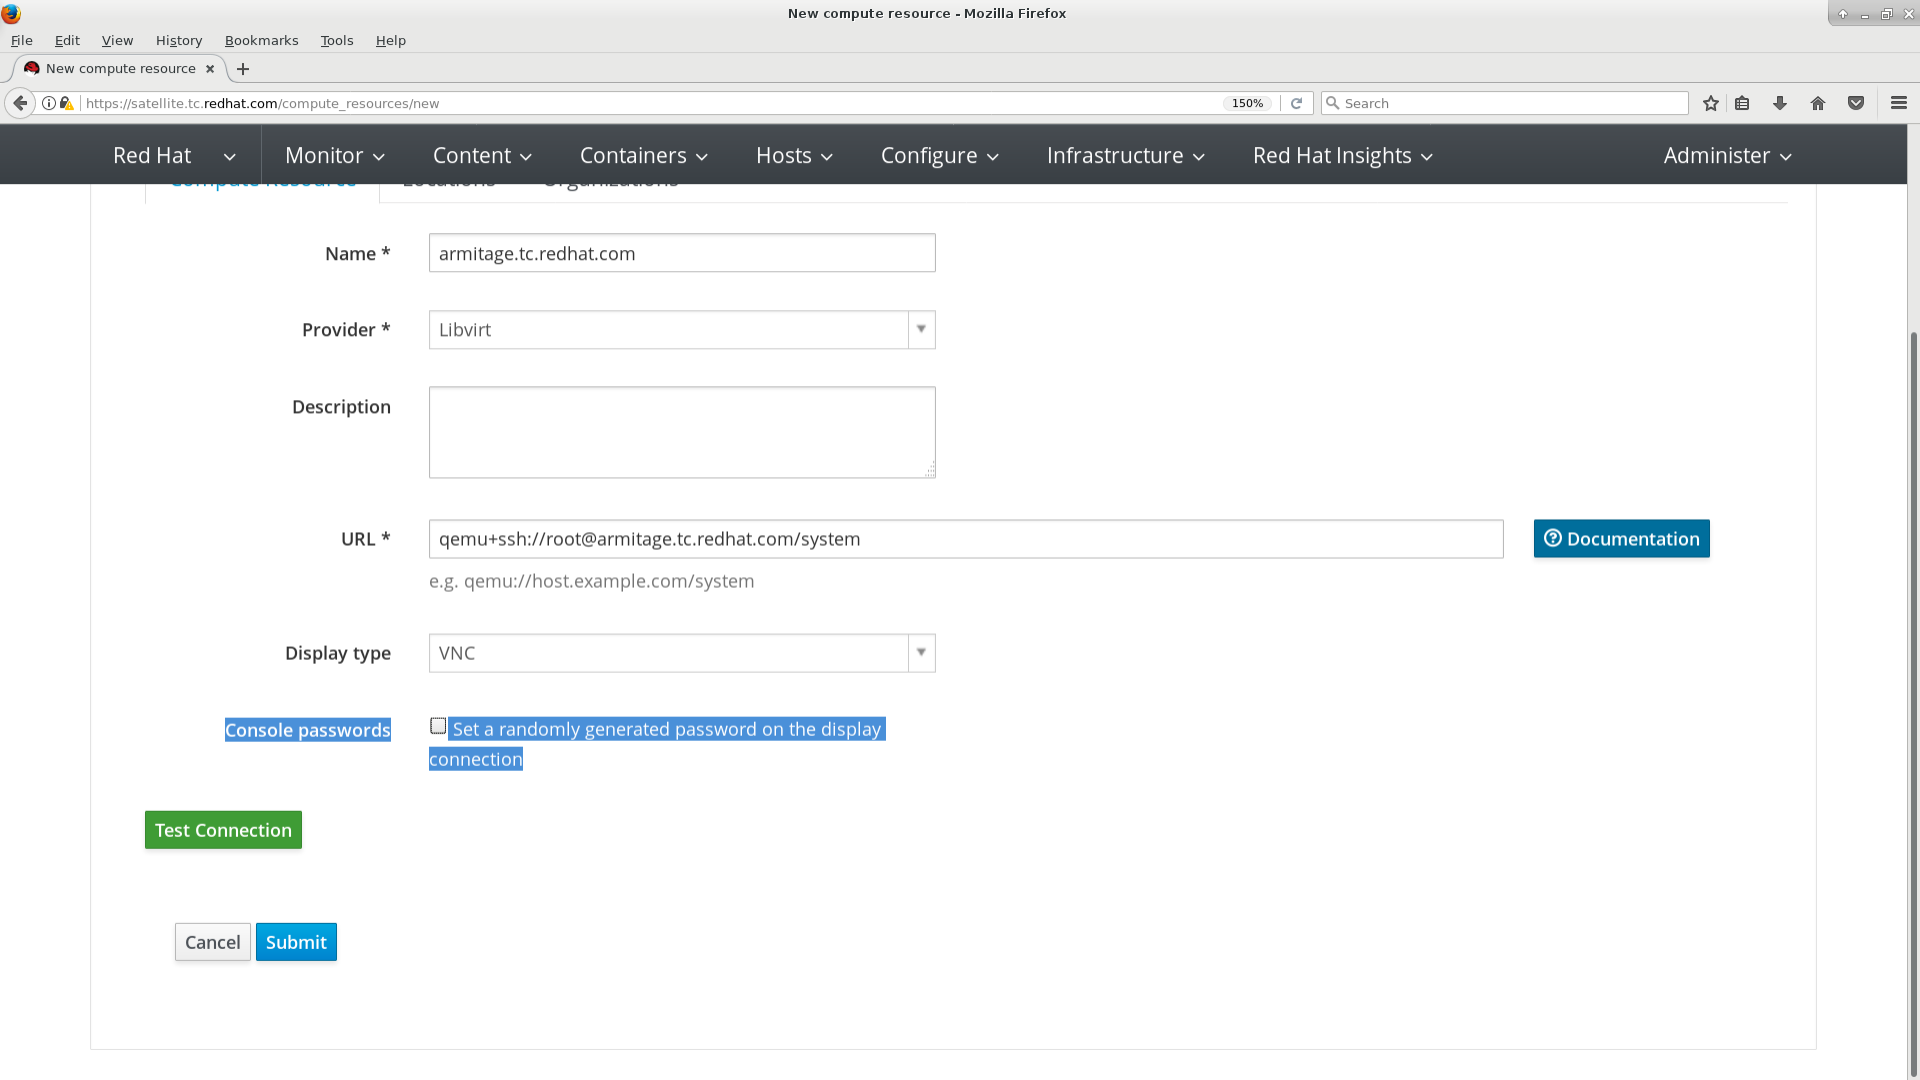 New compute resource - Mozilla Firefox
File Edit View History Bookmarks Tools Help
New compute resource
https://satellite.tc.redhat.com/compute_resources/new 150% Search
Red Hat Monitor Content Containers Hosts Configure Infrastructure Red Hat Insights Administer
Compute Resource Locations Organizations
Name * armitage.tc.redhat.com
Provider * Libvirt
Description
URL * qemu+ssh://root@armitage.tc.redhat.com/system Documentation
e.g. qemu://host.example.com/system
Display type VNC
Console passwords Set a randomly generated password on the display
connection
Test Connection
Cancel Submit